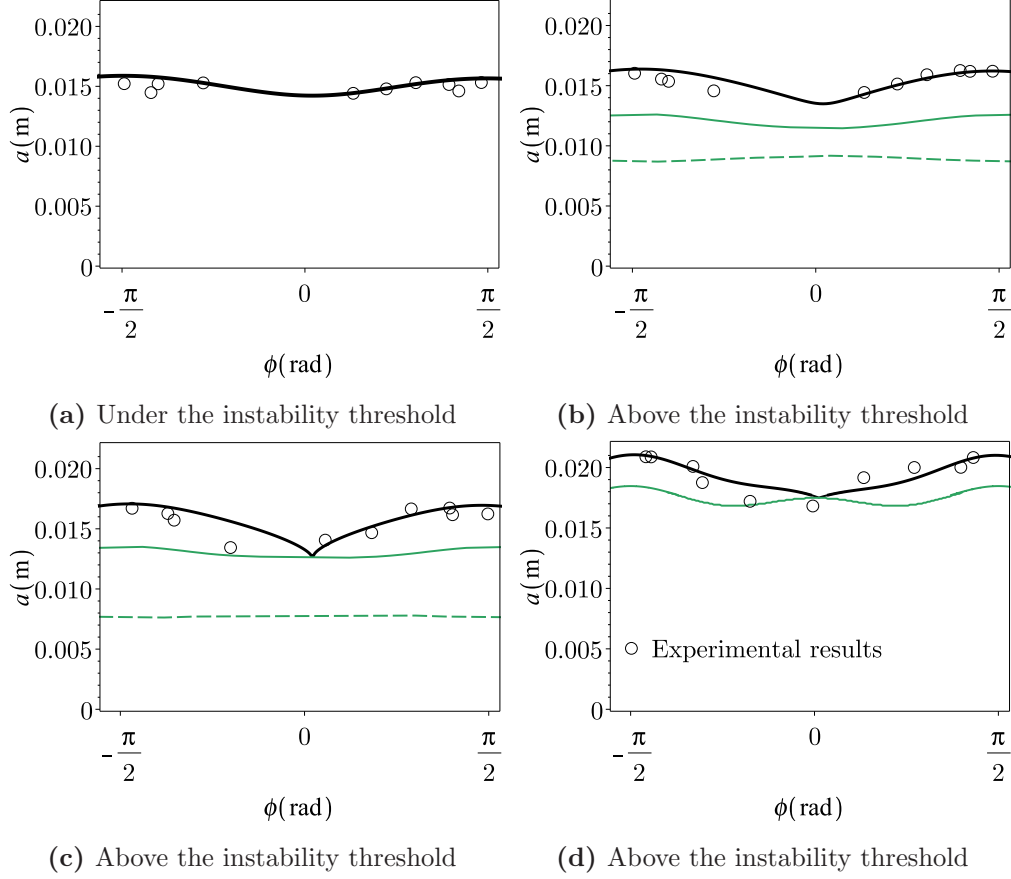 0.020
0.015
0.010
0.005
0
a(m)
−π/2
0
π/2
ϕ(rad)
(a) Under the instability threshold
0.020
0.015
0.010
0.005
0
a(m)
−π/2
0
π/2
ϕ(rad)
(b) Above the instability threshold
0.020
0.015
0.010
0.005
0
a(m)
−π/2
0
π/2
ϕ(rad)
(c) Above the instability threshold
0.020
0.015
0.010
0.005
0
a(m)
Experimental results
−π/2
0
π/2
ϕ(rad)
(d) Above the instability threshold